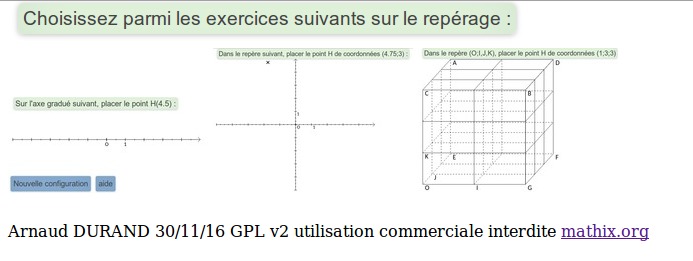 Choisissez parmi les exercices suivants sur le repérage :
Dans le repère suivant, placer le point H de coordonnées (4.75;3) :
Dans le repère (O;I,J,K), placer le point H de coordonnées (1;3;3)
Sur l'axe gradué suivant, placer le point H(4.5) :
0 1
1
0 1
A D
C B
K E F
J
O I G
Nouvelle configuration aide
Arnaud DURAND 30/11/16 GPL v2 utilisation commerciale interdite mathix.org